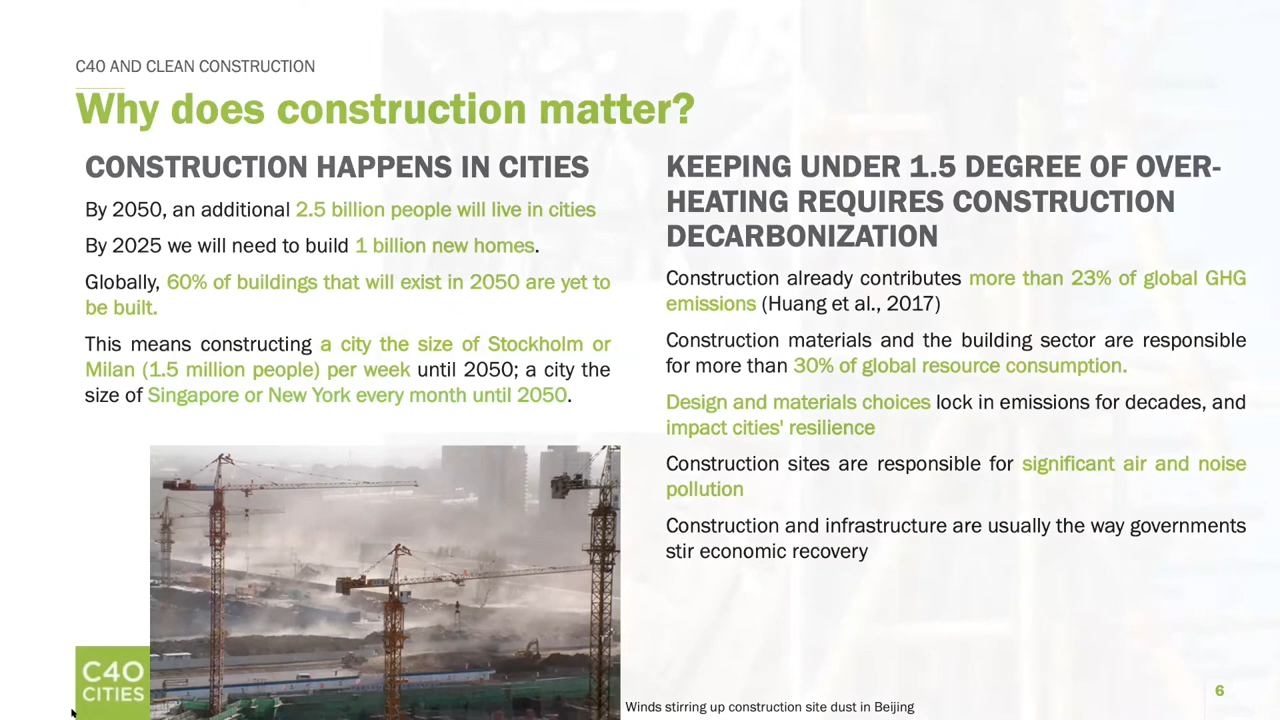 C40 AND CLEAN CONSTRUCTION
Why does construction matter?
CONSTRUCTION HAPPENS IN CITIES
By 2050, an additional 2.5 billion people will live in cities
By 2025 we will need to build 1 billion new homes.
Globally, 60% of buildings that will exist in 2050 are yet to
be built.
This means constructing a city the size of Stockholm or
Milan (1.5 million people) per week until 2050; a city the
size of Singapore or New York every month until 2050.
KEEPING UNDER 1.5 DEGREE OF OVER-
HEATING REQUIRES CONSTRUCTION
DECARBONIZATION
Construction already contributes more than 23% of global GHG
emissions (Huang et al., 2017)
Construction materials and the building sector are responsible
for more than 30% of global resource consumption.
Design and materials choices lock in emissions for decades, and
impact cities' resilience
Construction sites are responsible for significant air and noise
pollution
Construction and infrastructure are usually the way governments
stir economic recovery
C40
CITIES
Winds stirring up construction site dust in Beijing
6